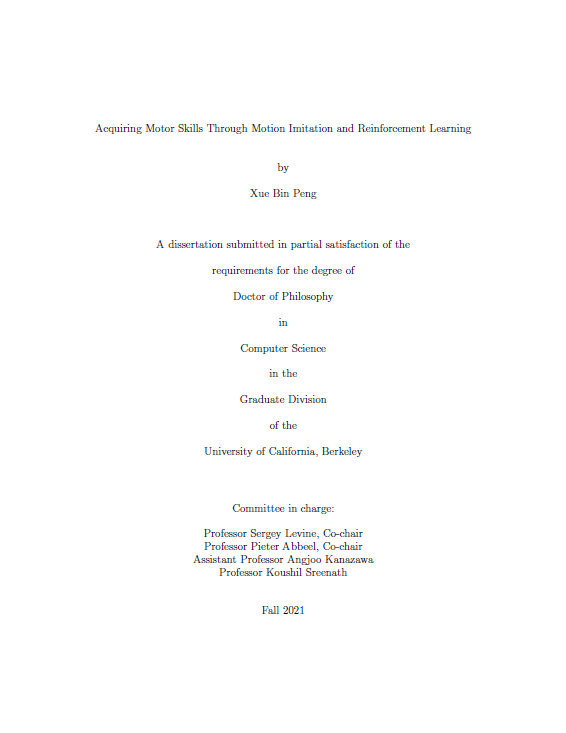 Acquiring Motor Skills Through Motion Imitation and Reinforcement Learning
by
Xue Bin Peng
A dissertation submitted in partial satisfaction of the
requirements for the degree of
Doctor of Philosophy
in
Computer Science
in the
Graduate Division
of the
University of California, Berkeley
Committee in charge:
Professor Sergey Levine, Co-chair
Professor Pieter Abbeel, Co-chair
Assistant Professor Angjoo Kanazawa
Professor Koushil Sreenath
Fall 2021